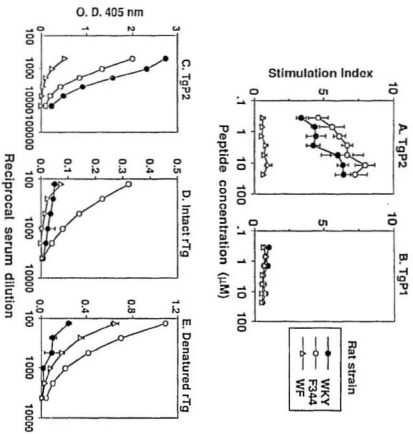 Stimulation Index
10
5
0
A. TgP2
.1 1 10 100
10
5
0
B. TgP1
.1 1 10 100
Peptide concentration (µM)
Rat strain
WKY
F344
WF
O. D. 405 nm
3
2
1
0
C. TgP2
100 1000 10000 100000
0.5
0.4
0.3
0.2
0.1
0.0
D. Intact rTg
100 1000 10000
1.2
0.8
0.4
0.0
E. Denatured rTg
100 1000 10000
Reciprocal serum dilution